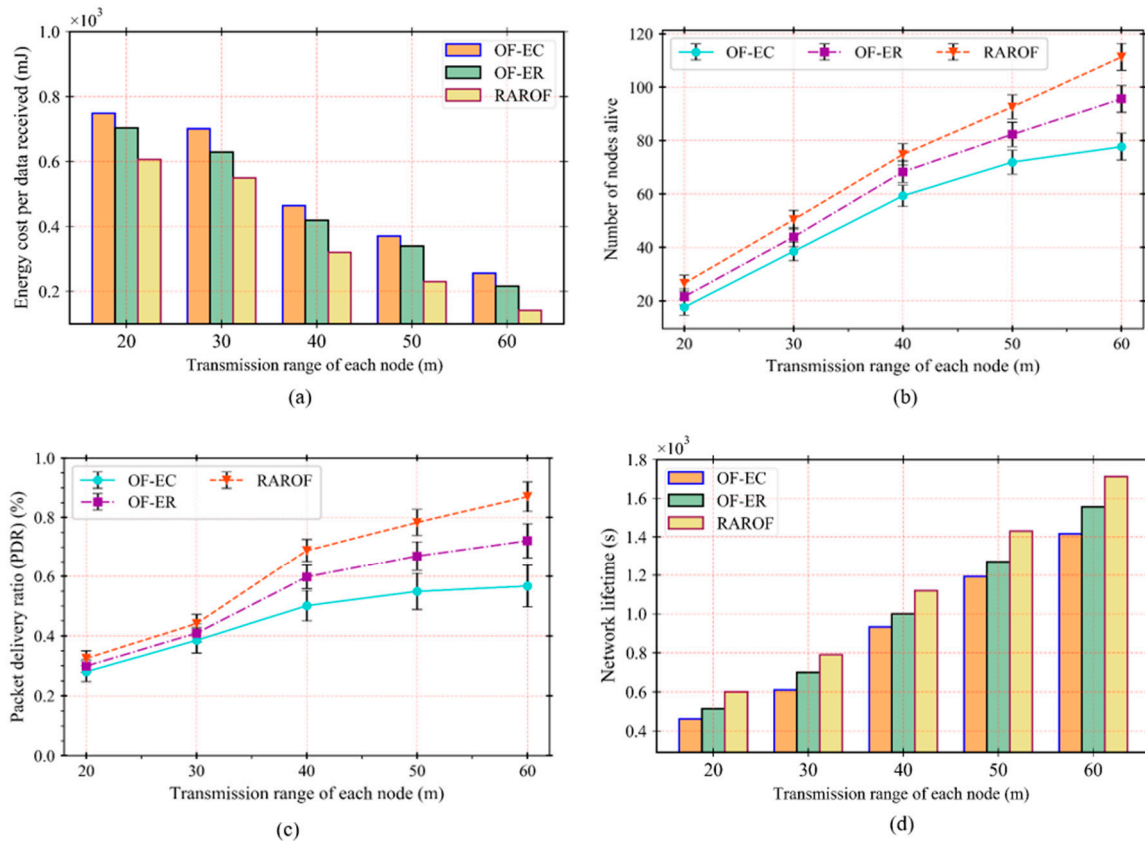 ×10³
Energy cost per data received (mJ)
1.0
0.8
0.6
0.4
0.2
OF-EC
OF-ER
RAROF
20 30 40 50 60
Transmission range of each node (m)
(a)
Number of nodes alive
120
100
80
60
40
20
OF-EC OF-ER RAROF
20 30 40 50 60
Transmission range of each node (m)
(b)
Packet delivery ratio (PDR) (%)
1.0
0.8
0.6
0.4
0.2
0.0
OF-EC RAROF
OF-ER
20 30 40 50 60
Transmission range of each node (m)
(c)
×10³
Network lifetime (s)
1.8
1.6
1.4
1.2
1.0
0.8
0.6
0.4
OF-EC
OF-ER
RAROF
20 30 40 50 60
Transmission range of each node (m)
(d)